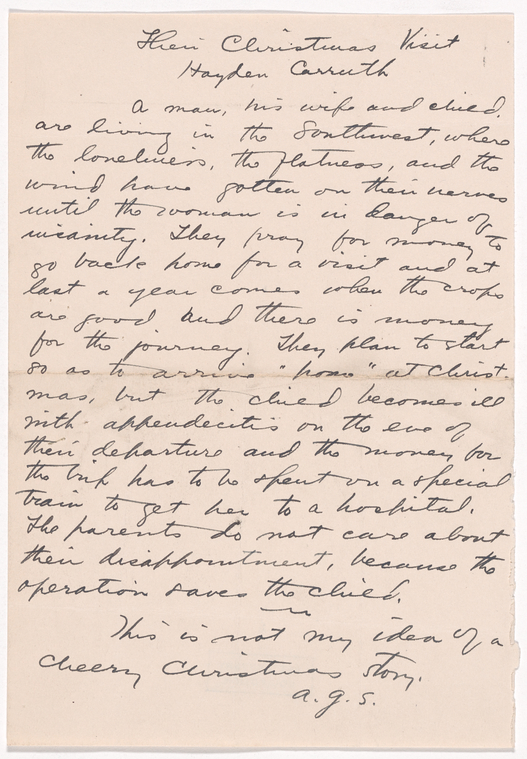 Their Christmas Visit
Hayden Carruth
A man, his wife and child,
are living in the Southwest, where
the loneliness, the flatness, and the
wind have gotten on their nerves
until the woman is in danger of
insanity. They pray for money to
go back home for a visit and at
last a year comes when the crops
are good and there is money
for the journey. They plan to start
so as to arrive "home" at Christ-
mas, but the child becomes ill
with appendecitis on the eve of
their departure and the money for
the trip has to be spent on a special
train to get her to a hospital.
The parents do not care about
their disappointment, because the
operation saves the child.
This is not my idea of a
cheery Christmas story.
A. G. S.